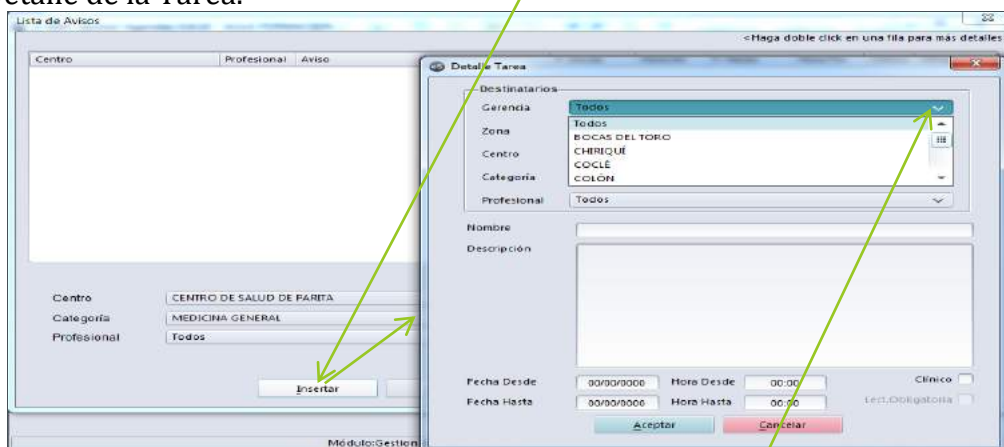 etalle de la Tarea.
Lista de Avisos
<Haga doble click en una fila para más detalles
Centro Profesional Aviso
Detalle Tarea
Destinatarios
Gerencia Todos
Todos
Zona
BOCAS DEL TORO
CHIRIQUÉ
Centro
COCLÉ
Categoría
COLÓN
Profesional Todos
Nombre
Descripción
Centro CENTRO DE SALUD DE PARITA
Categoría MEDICINA GENERAL
Profesional Todos
Insertar
Fecha Desde 00/00/0000 Hora Desde 00:00 Clínico
Fecha Hasta 00/00/0000 Hora Hasta 00:00 Lect.Obligatoria
Aceptar Cancelar
Módulo:Gestion